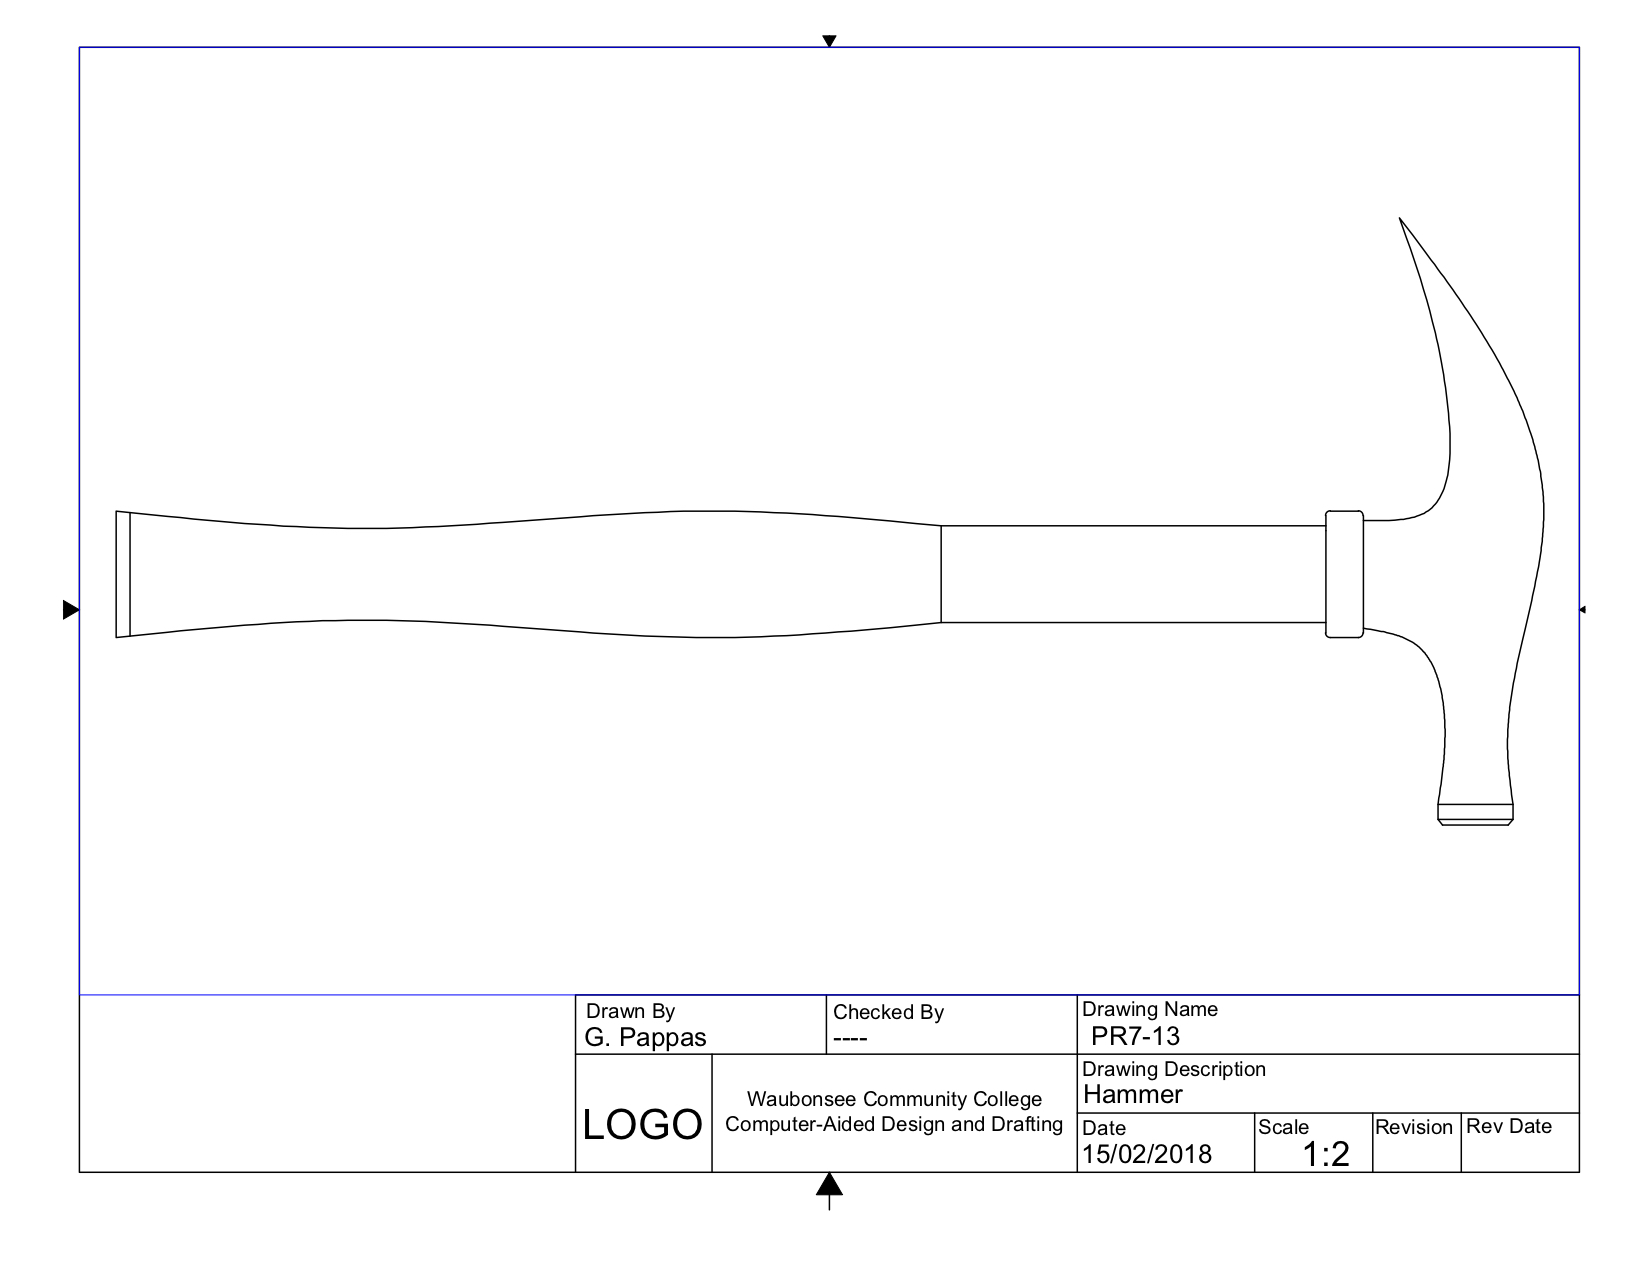 Drawn By
G. Pappas
Checked By
----
Drawing Name
PR7-13
LOGO
Waubonsee Community College
Computer-Aided Design and Drafting
Drawing Description
Hammer
Date
15/02/2018
Scale
1:2
Revision
Rev Date